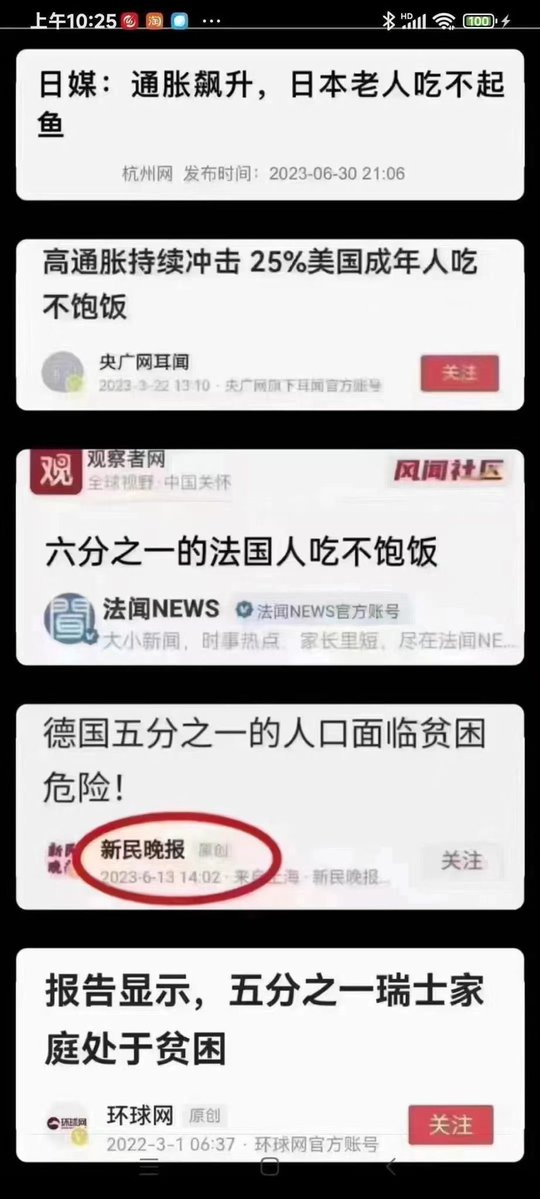 上午10:25
HD
100
日媒：通胀飙升，日本老人吃不起
鱼
杭州网 发布时间：2023-06-30 21:06
高通胀持续冲击 25%美国成年人吃
不饱饭
央广网耳闻
2023-3-22 13:10 · 央广网旗下耳闻官方账号
关注
观
观察者网
全球视野·中国关怀
风闻社区
六分之一的法国人吃不饱饭
法闻NEWS
法闻NEWS官方账号
大小新闻，时事热点，家长里短，尽在法闻NE...
德国五分之一的人口面临贫困
危险！
新民晚报 原创
2023-6-13 14:02 · 来自上海 · 新民晚报...
关注
报告显示，五分之一瑞士家
庭处于贫困
环球网
环球网 原创
2022-3-1 06:37 · 环球网官方账号
关注